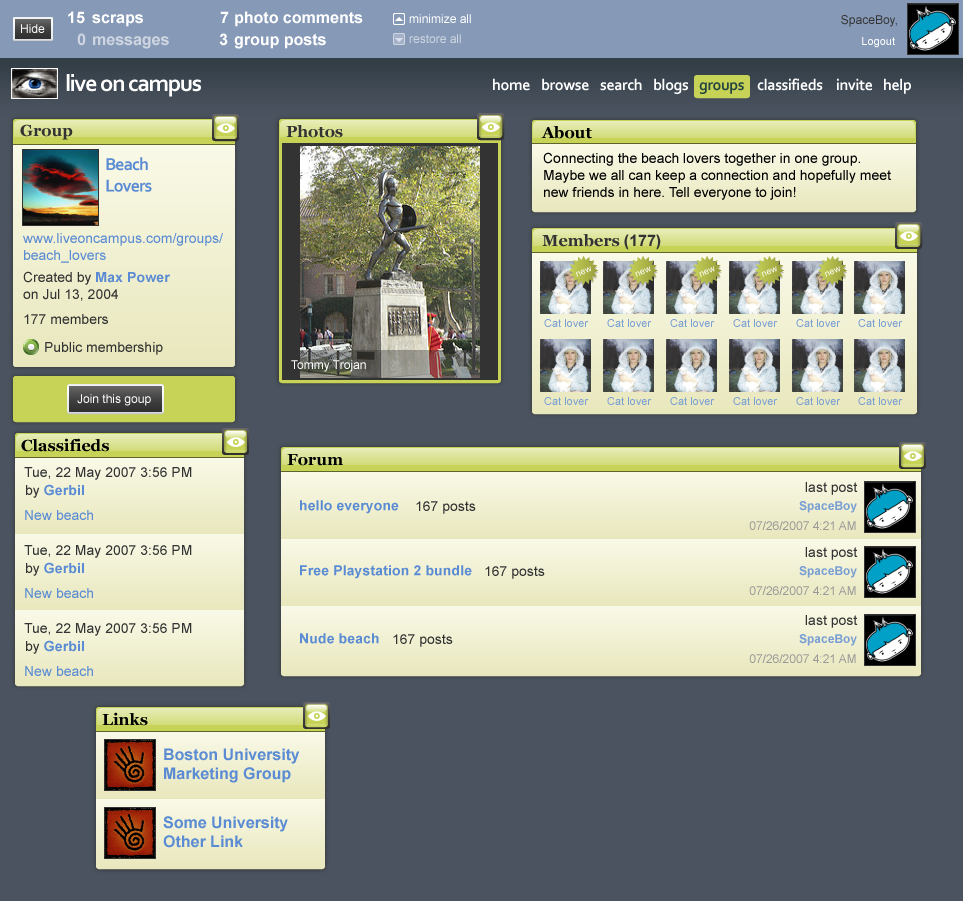 Hide
15 scraps
0 messages
7 photo comments
3 group posts
minimize all
restore all
SpaceBoy,
Logout
live on campus
home browse search blogs groups classifieds invite help
Group
Beach
Lovers
www.liveoncampus.com/groups/
beach_lovers
Created by Max Power
on Jul 13, 2004
177 members
Public membership
Join this goup
Photos
Tommy Trojan
About
Connecting the beach lovers together in one group.
Maybe we all can keep a connection and hopefully meet
new friends in here. Tell everyone to join!
Members (177)
new new new new new
Cat lover Cat lover Cat lover Cat lover Cat lover Cat lover
Cat lover Cat lover Cat lover Cat lover Cat lover Cat lover
Classifieds
Tue, 22 May 2007 3:56 PM
by Gerbil
New beach
Tue, 22 May 2007 3:56 PM
by Gerbil
New beach
Tue, 22 May 2007 3:56 PM
by Gerbil
New beach
Forum
hello everyone 167 posts
last post
SpaceBoy
07/26/2007 4:21 AM
Free Playstation 2 bundle 167 posts
last post
SpaceBoy
07/26/2007 4:21 AM
Nude beach 167 posts
last post
SpaceBoy
07/26/2007 4:21 AM
Links
Boston University
Marketing Group
Some University
Other Link